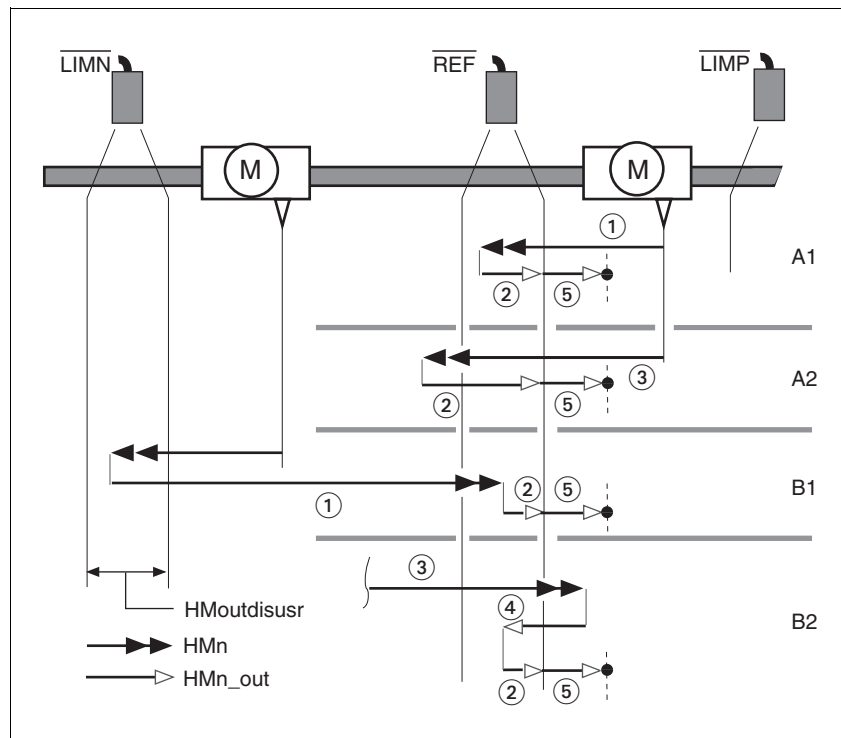 LIMN REF LIMP
M M
1
A1
2 5
3
A2
2 5
2 5
B1
1
3
HMoutdisusr
4
B2
HMn
HMn_out
2 5